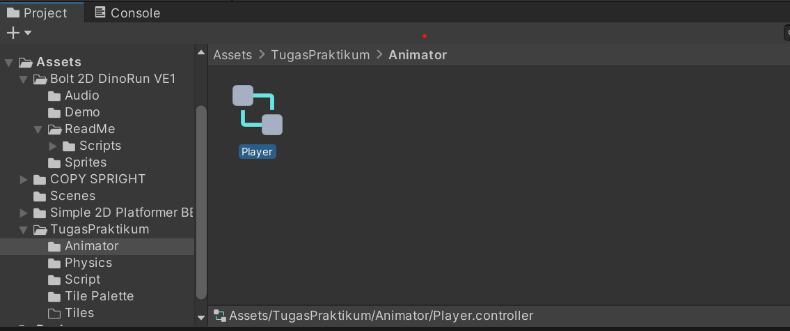 Project
Console
Assets
Bolt 2D DinoRun VE1
Audio
Demo
ReadMe
Scripts
Sprites
COPY SPRIGHT
Scenes
Simple 2D Platformer BE
TugasPraktikum
Animator
Physics
Script
Tile Palette
Tiles
Assets > TugasPraktikum > Animator
Player
Assets/TugasPraktikum/Animator/Player.controller